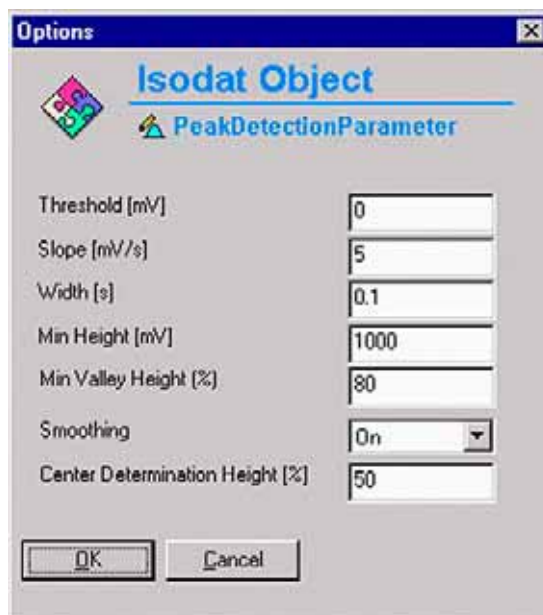 Options
Isodat Object
PeakDetectionParameter
Threshold [mV] 0
Slope [mV/s] 5
Width [s] 0.1
Min Height [mV] 1000
Min Valley Height [%] 80
Smoothing On
Center Determination Height [%] 50
OK Cancel